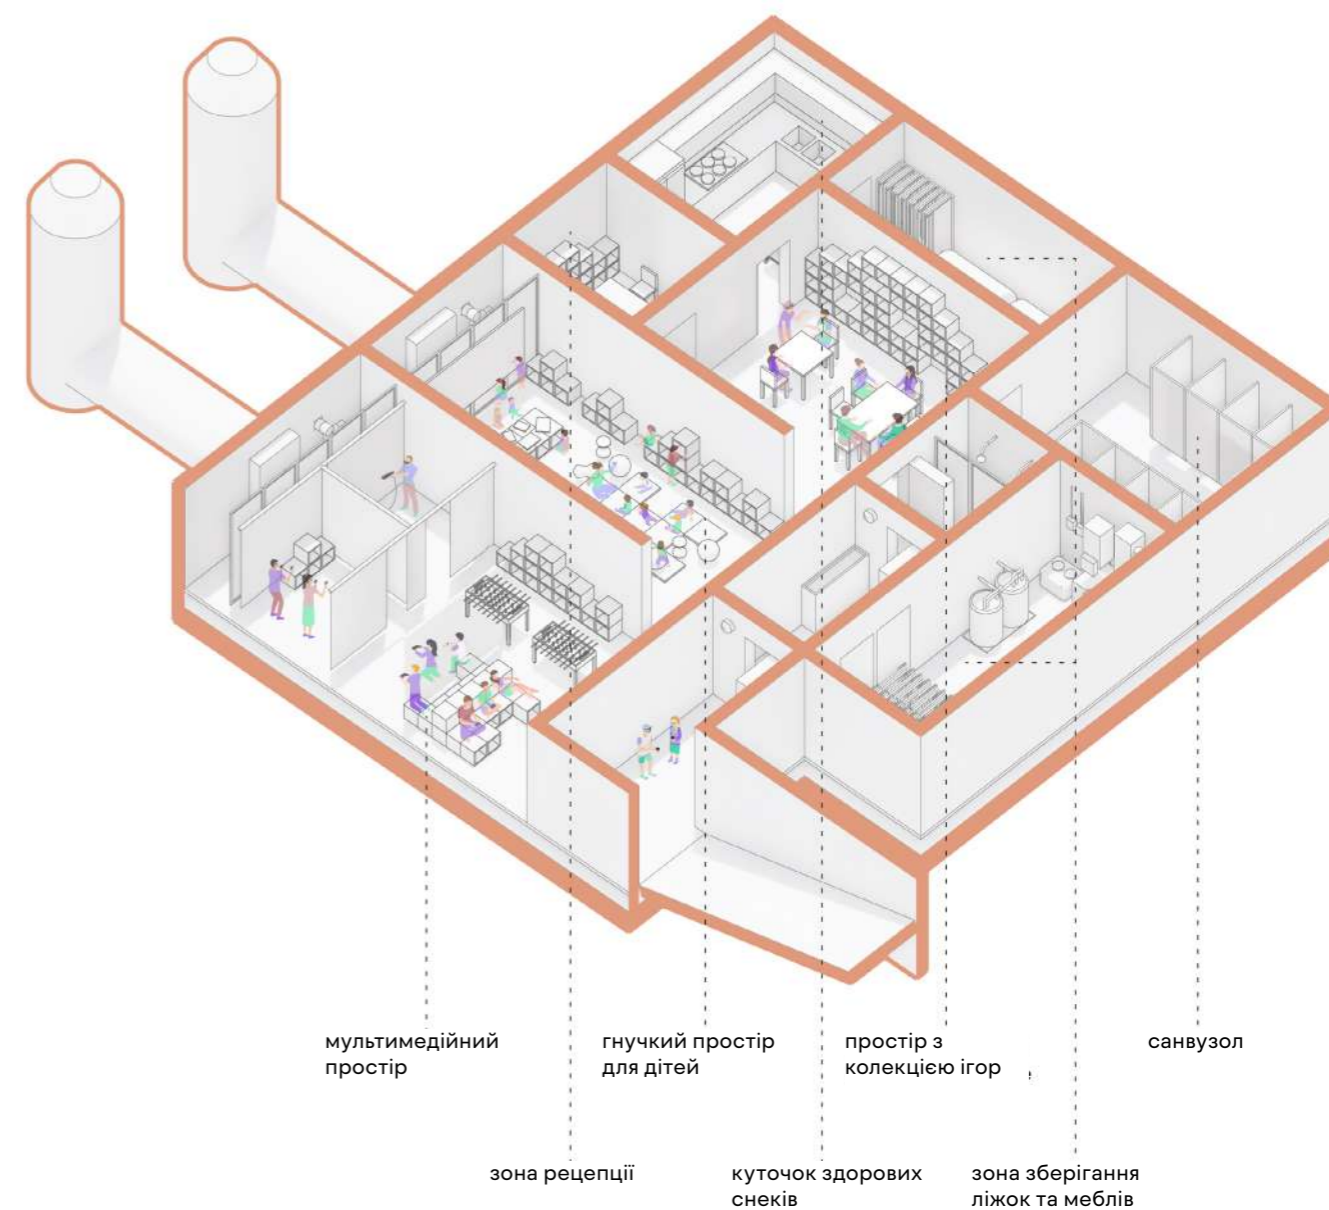 мультимедійний
простір
гнучкий простір
для дітей
простір з
колекцією ігор
санвузол
зона рецепції
куточок здорових
снеків
зона зберігання
ліжок та меблів